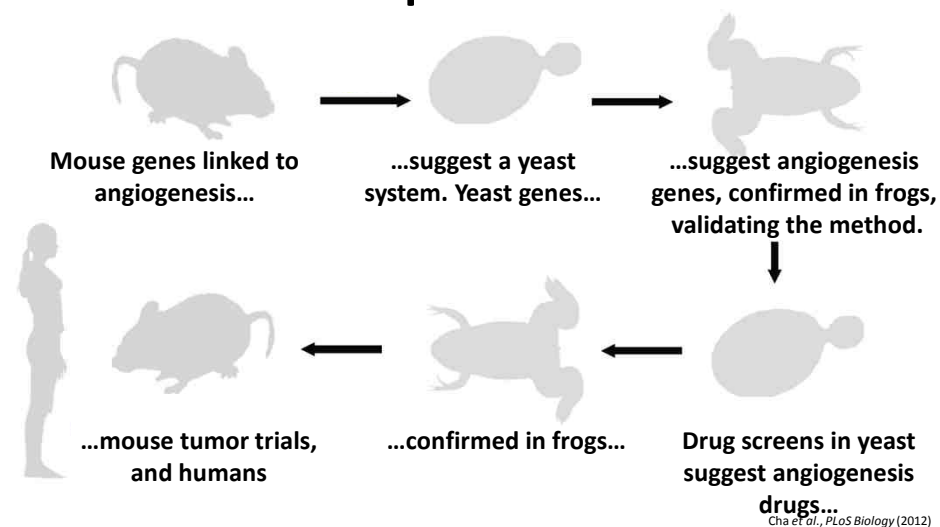 Mouse genes linked to
angiogenesis…
…suggest a yeast
system. Yeast genes…
…suggest angiogenesis
genes, confirmed in frogs,
validating the method.
Drug screens in yeast
suggest angiogenesis
drugs…
…confirmed in frogs…
…mouse tumor trials,
and humans
Cha et al., PLoS Biology (2012)